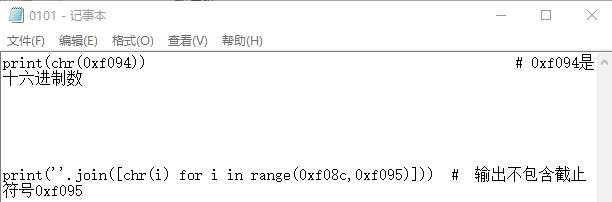 0101 - 记事本
文件(F) 编辑(E) 格式(O) 查看(V) 帮助(H)
print(chr(0xf094)) # 0xf094是
十六进制数
print(''.join([chr(i) for i in range(0xf08c,0xf095)])) # 输出不包含截止
符号0xf095